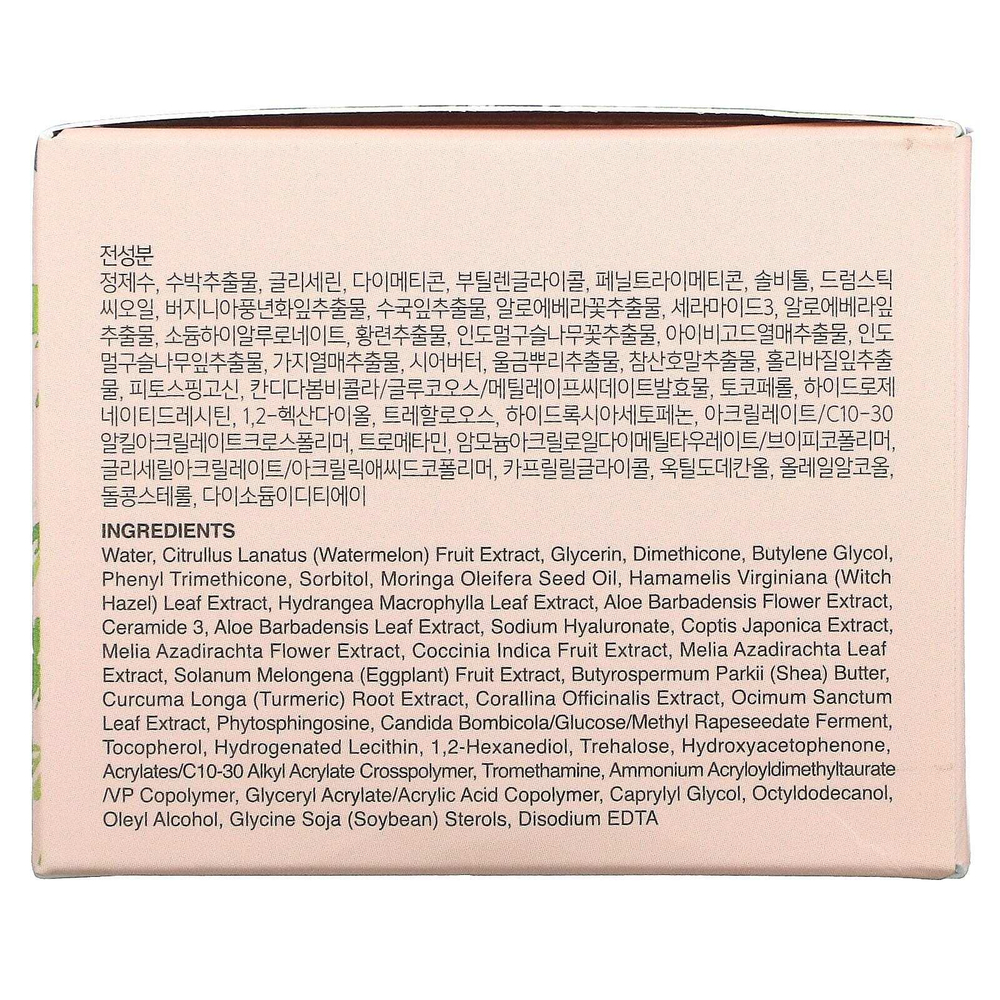 전성분
정제수, 수박추출물, 글리세린, 다이메티콘, 부틸렌글라이콜, 페닐트라이메티콘, 솔비톨, 드럼스틱
씨오일, 버지니아풍년화잎추출물, 수국잎추출물, 알로에베라꽃추출물, 세라마이드3, 알로에베라잎
추출물, 소듐하이알루로네이트, 황련추출물, 인도멀구슬나무꽃추출물, 아이비고드열매추출물, 인도
멀구슬나무잎추출물, 가지열매추출물, 시어버터, 울금뿌리추출물, 참산호말추출물, 홀리바질잎추출
물, 피토스핑고신, 칸디다봄비콜라/글루코오스/메틸레이프씨데이트발효물, 토코페롤, 하이드로제
네이티드레시틴, 1,2-헥산다이올, 트레할로오스, 하이드록시아세토페논, 아크릴레이트/C10-30
알킬아크릴레이트크로스폴리머, 트로메타민, 암모늄아크릴로일다이메틸타우레이트/브이피코폴리머,
글리세릴아크릴레이트/아크릴릭애씨드코폴리머, 카프릴릴글라이콜, 옥틸도데칸올, 올레일알코올,
돌콩스테롤, 다이소듐이디티에이
INGREDIENTS
Water, Citrullus Lanatus (Watermelon) Fruit Extract, Glycerin, Dimethicone, Butylene Glycol,
Phenyl Trimethicone, Sorbitol, Moringa Oleifera Seed Oil, Hamamelis Virginiana (Witch
Hazel) Leaf Extract, Hydrangea Macrophylla Leaf Extract, Aloe Barbadensis Flower Extract,
Ceramide 3, Aloe Barbadensis Leaf Extract, Sodium Hyaluronate, Coptis Japonica Extract,
Melia Azadirachta Flower Extract, Coccinia Indica Fruit Extract, Melia Azadirachta Leaf
Extract, Solanum Melongena (Eggplant) Fruit Extract, Butyrospermum Parkii (Shea) Butter,
Curcuma Longa (Turmeric) Root Extract, Corallina Officinalis Extract, Ocimum Sanctum
Leaf Extract, Phytosphingosine, Candida Bombicola/Glucose/Methyl Rapeseedate Ferment,
Tocopherol, Hydrogenated Lecithin, 1,2-Hexanediol, Trehalose, Hydroxyacetophenone,
Acrylates/C10-30 Alkyl Acrylate Crosspolymer, Tromethamine, Ammonium Acryloyldimethyltaurate
/VP Copolymer, Glyceryl Acrylate/Acrylic Acid Copolymer, Caprylyl Glycol, Octyldodecanol,
Oleyl Alcohol, Glycine Soja (Soybean) Sterols, Disodium EDTA